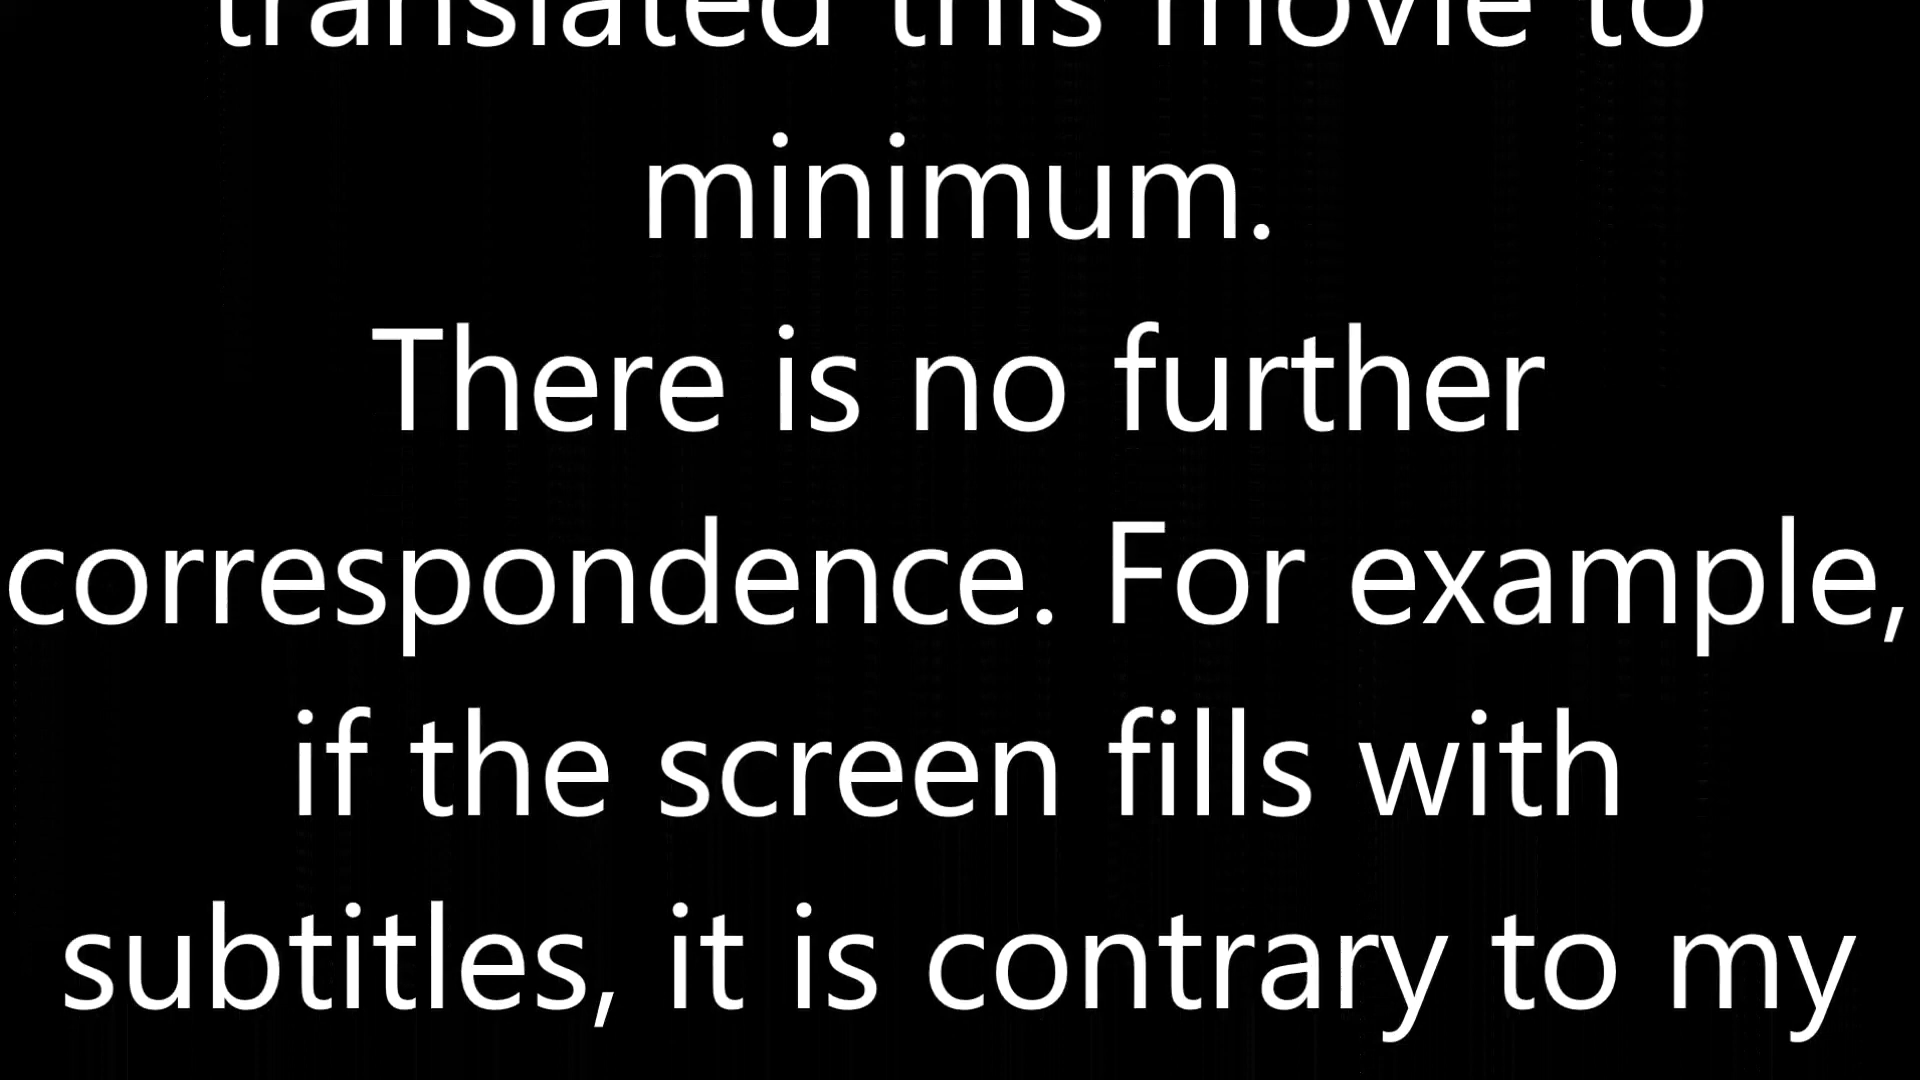 translated this movie to
minimum.
There is no further
correspondence. For example,
if the screen fills with
subtitles, it is contrary to my